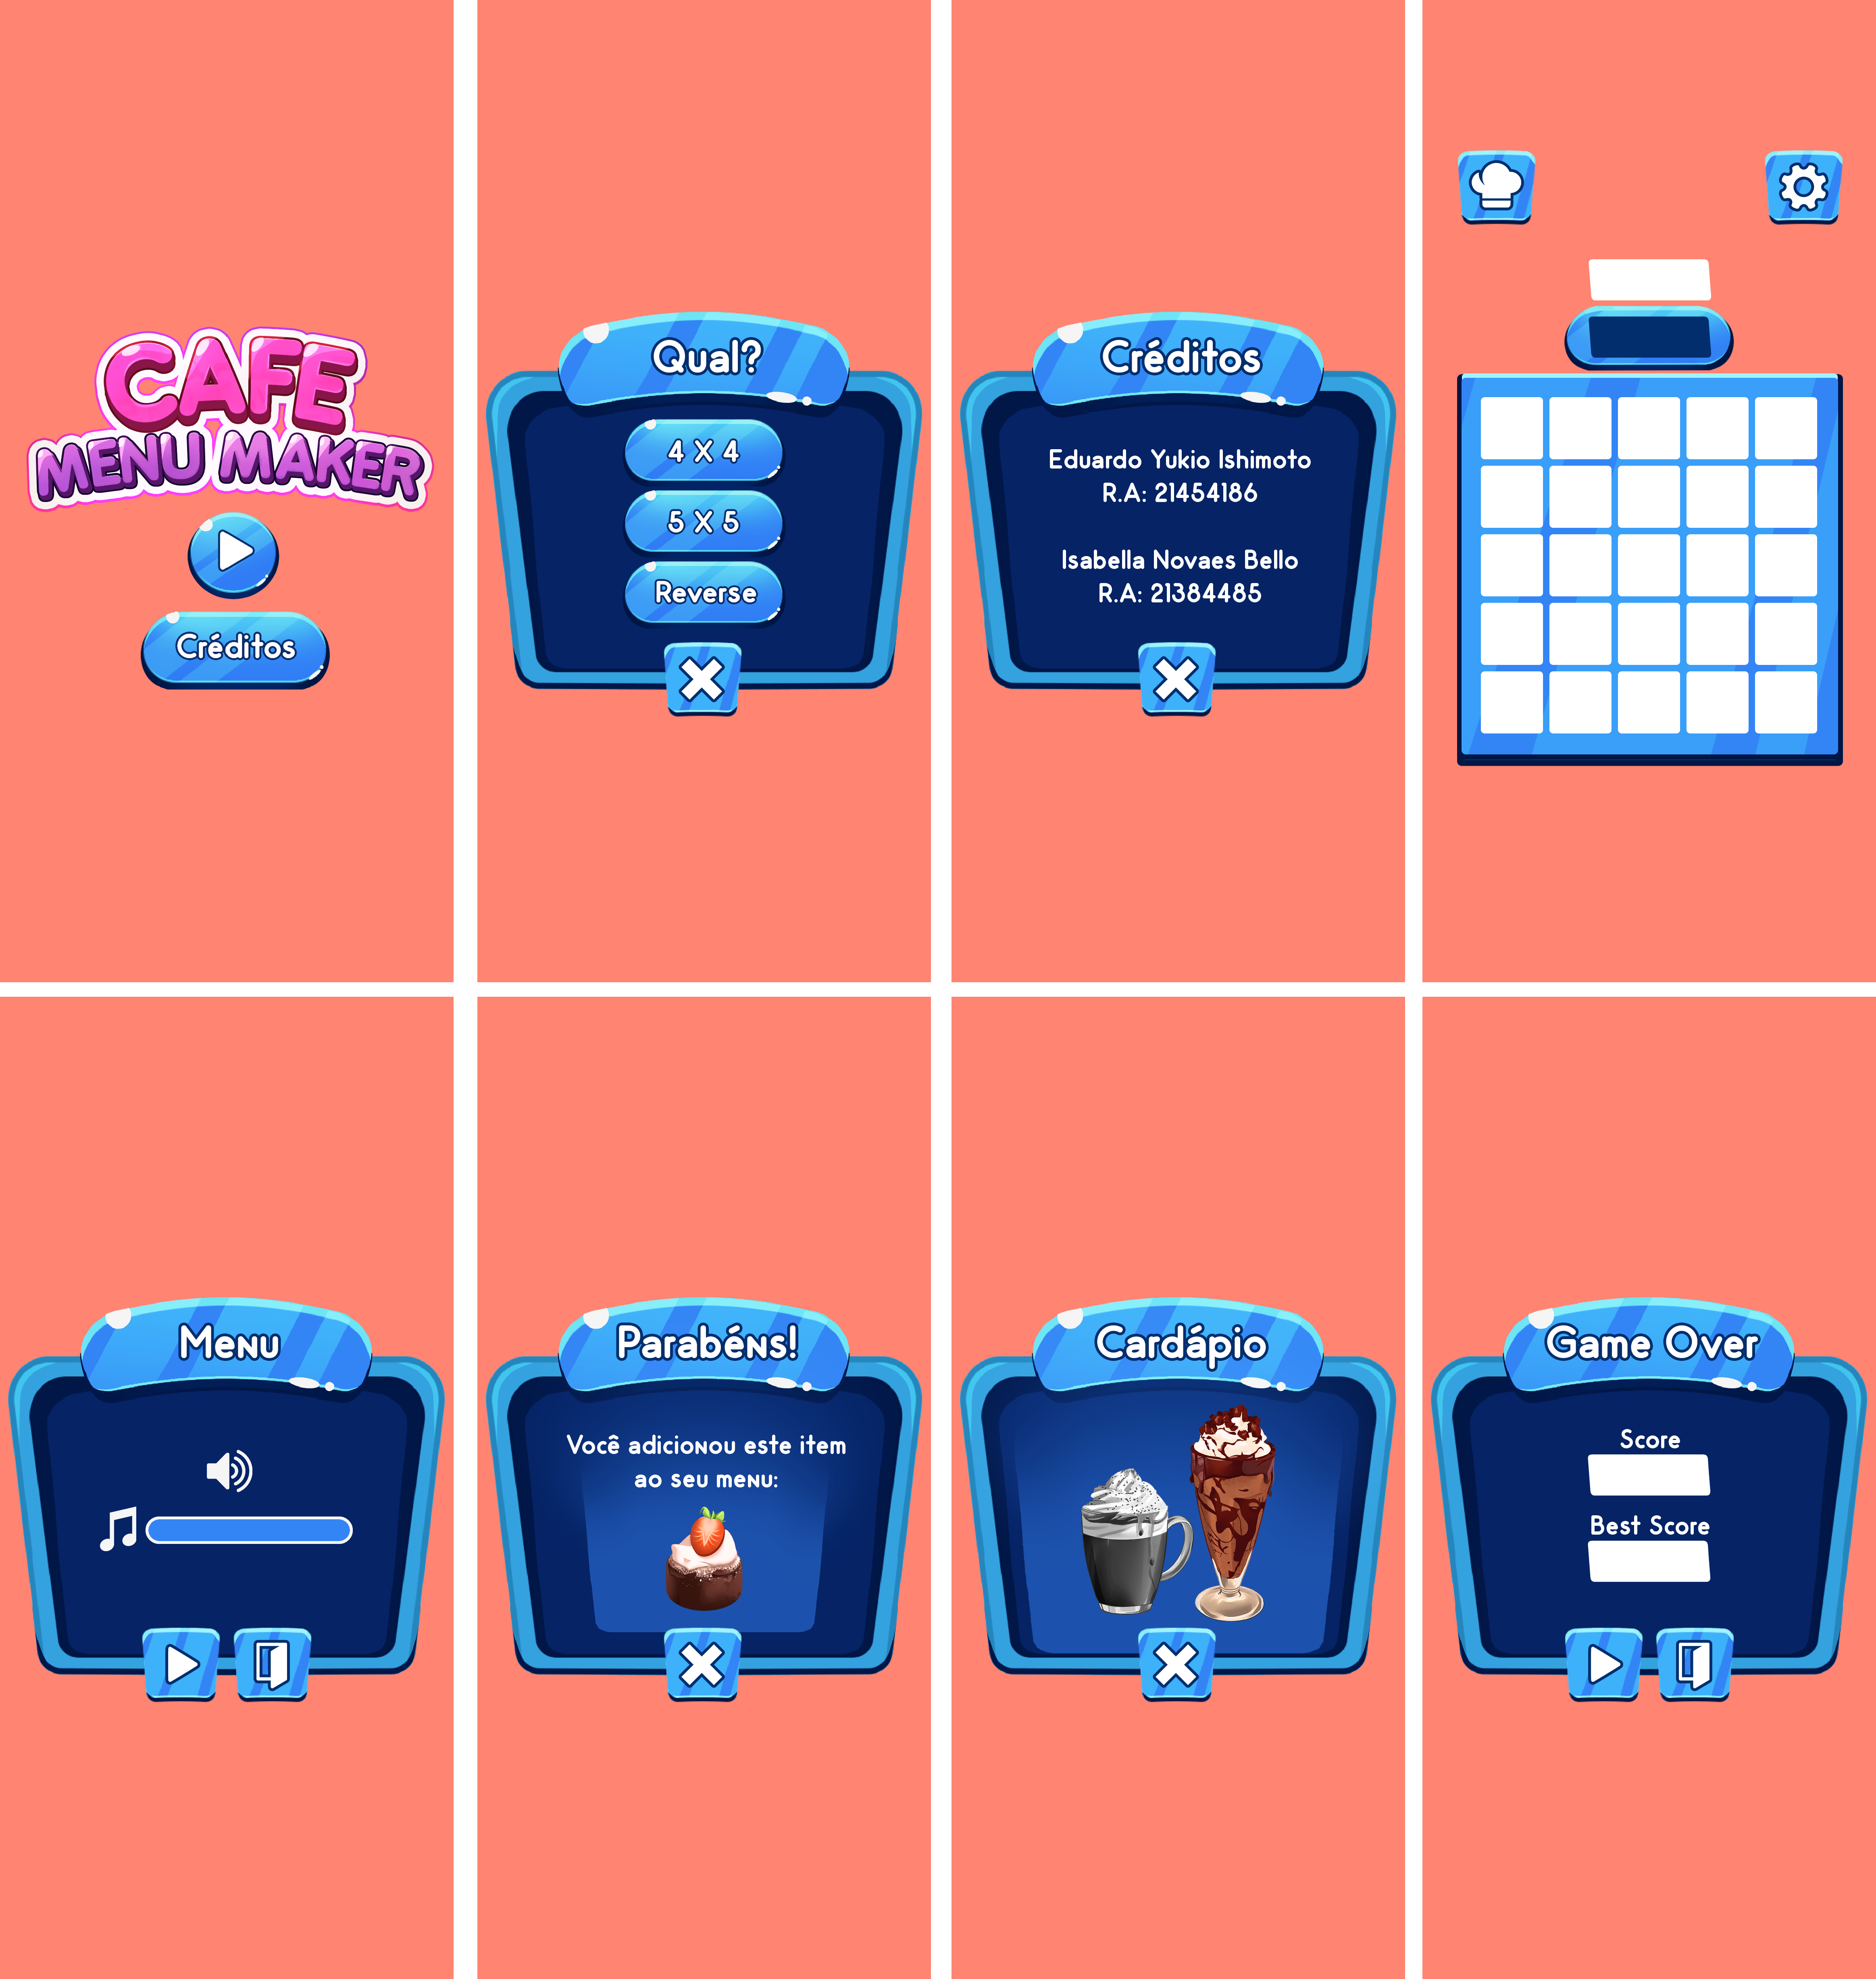 CAFE
MENU MAKER
Créditos
Qual?
4 X 4
5 X 5
Reverse
Créditos
Eduardo Yukio Ishimoto
R.A: 21454186
Isabella Novaes Bello
R.A: 21384485
Menu
Parabéns!
Você adicionou este item
ao seu menu:
Cardápio
Game Over
Score
Best Score